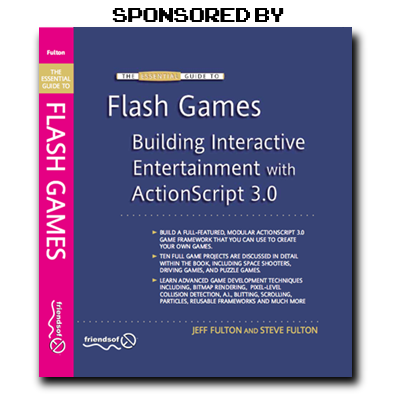 SPONSORED BY
Fulton
THE
ESSENTIAL
GUIDE TO
FLASH GAMES
friendsof
THE ESSENTIAL GUIDE TO
Flash Games
Building Interactive
Entertainment with
ActionScript 3.0
BUILD A FULL-FEATURED, MODULAR ACTIONSCRIPT 3.0
GAME FRAMEWORK THAT YOU CAN USE TO CREATE
YOUR OWN GAMES.
TEN FULL GAME PROJECTS ARE DISCUSSED IN DETAIL
WITHIN THE BOOK, INCLUDING SPACE SHOOTERS,
DRIVING GAMES, AND PUZZLE GAMES.
LEARN ADVANCED GAME DEVELOPMENT TECHNIQUES
INCLUDING, BITMAP RENDERING, PIXEL-LEVEL
COLLISION DETECTION, A.I., BLITTING, SCROLLING,
PARTICLES, REUSABLE FRAMEWORKS AND MUCH MORE
JEFF FULTON AND STEVE FULTON
friendsof